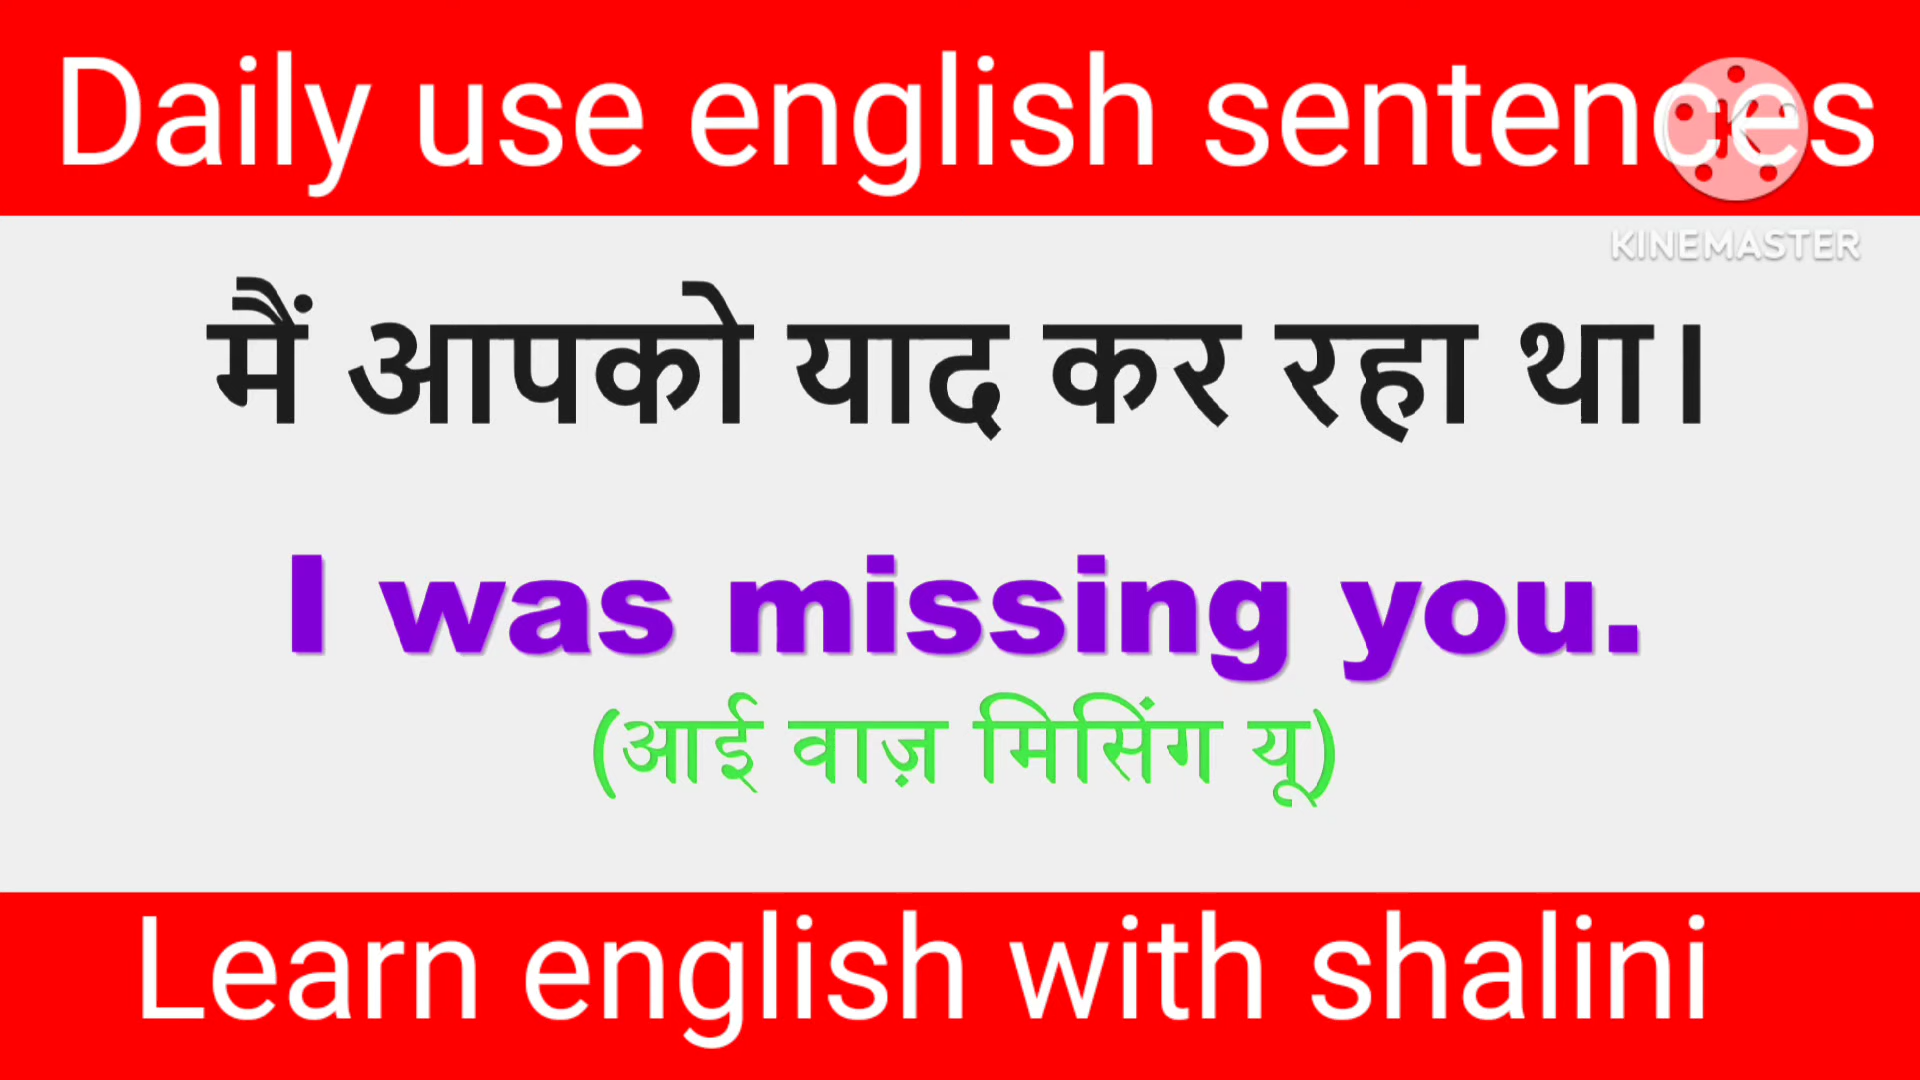 Daily use english sentences
KINEMASTER
मैं आपको याद कर रहा था।
I was missing you.
(आई वाज़ मिसिंग यू)
Learn english with shalini